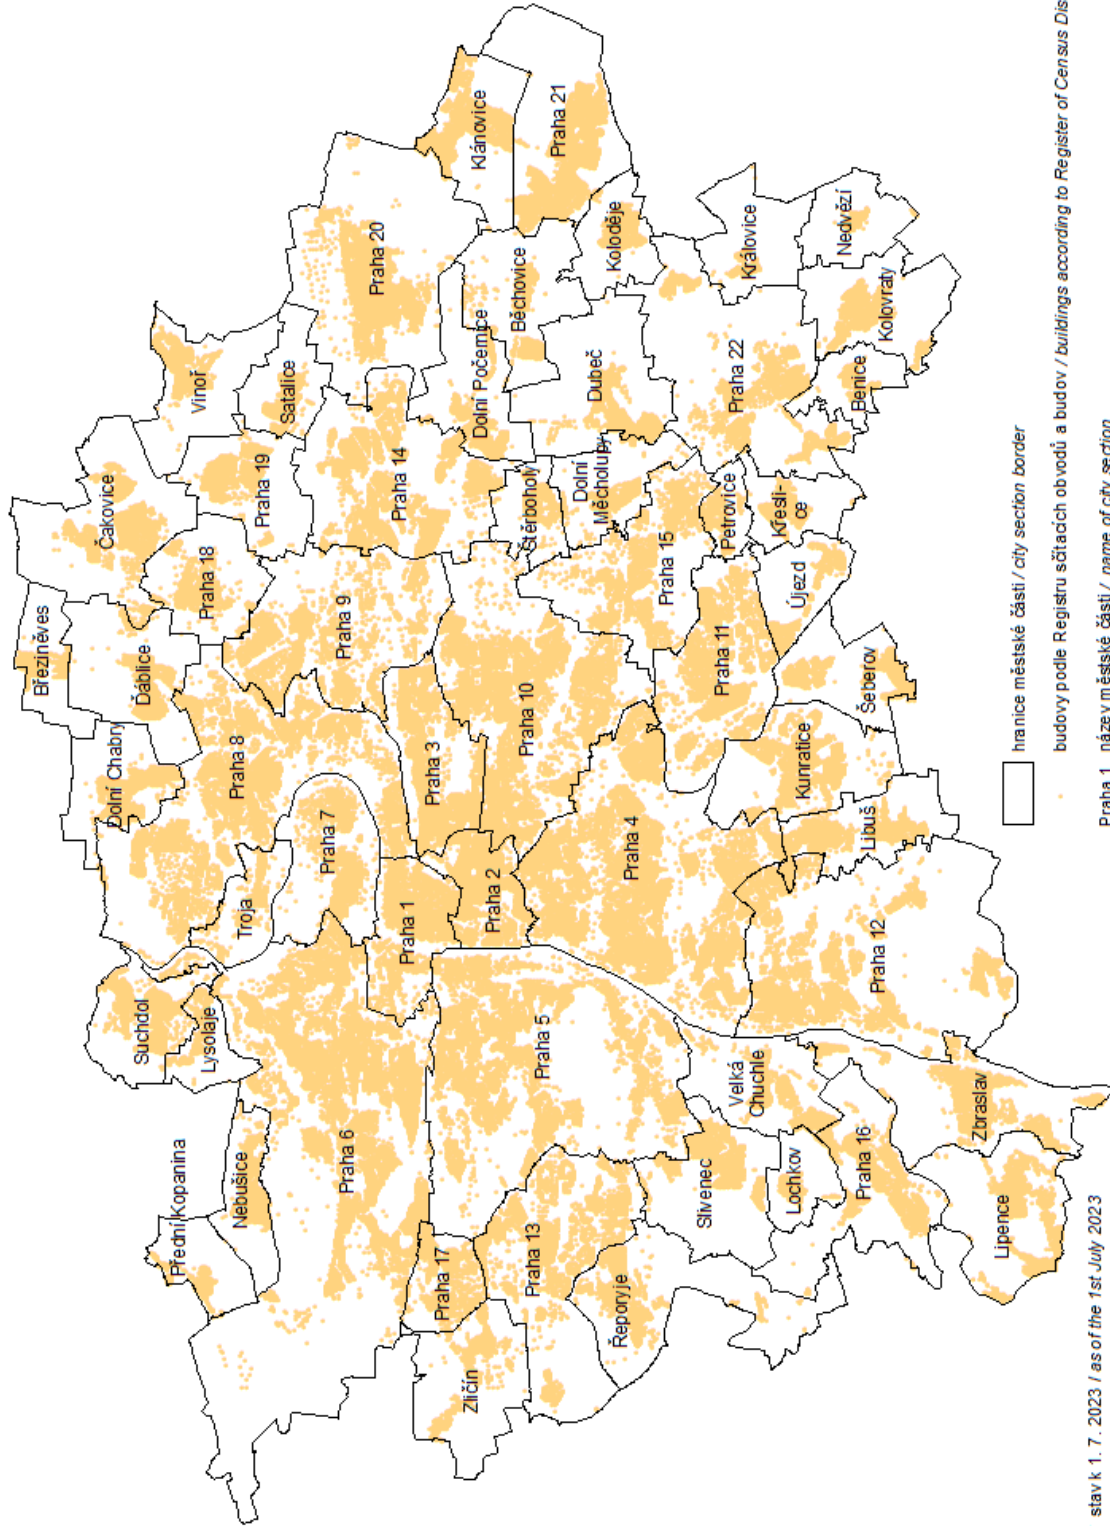 Březiněves
Čakovice
Dolní Chabry
Ďáblice
Praha 18
Vinoř
Praha 19
Satalice
Suchdol
Lysolaje
Troja
Praha 8
Praha 7
Praha 9
Praha 14
Praha 20
Klánovice
Praha 21
Přední Kopanina
Nebušice
Praha 6
Praha 1
Praha 3
Praha 2
Praha 10
Dolní Počernice
Běchovice
Koloděje
Štěrboholy
Dolní
Měcholupy
Dubeč
Praha 17
Zličín
Praha 13
Řeporyje
Praha 5
Praha 4
Praha 15
Praha 11
Petrovice
Praha 22
Královice
Nedvězí
Kolovraty
Benice
Křesli-
ce
Újezd
Šeberov
Kunratice
Libuš
Praha 12
Velká
Chuchle
Slivenec
Lochkov
Praha 16
Zbraslav
Lipence
hranice městské části / city section border
budovy podle Registru sčítacích obvodů a budov / buildings according to Register of Census Dis
Praha 1 název městské části / name of city section
stav k 1. 7. 2023 / as of the 1st July 2023